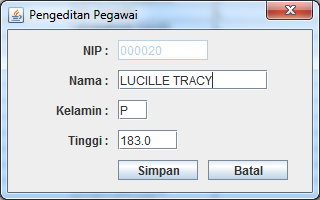 Pengeditan Pegawai
NIP : 000020
Nama : LUCILLE TRACY
Kelamin : P
Tinggi : 183.0
Simpan Batal